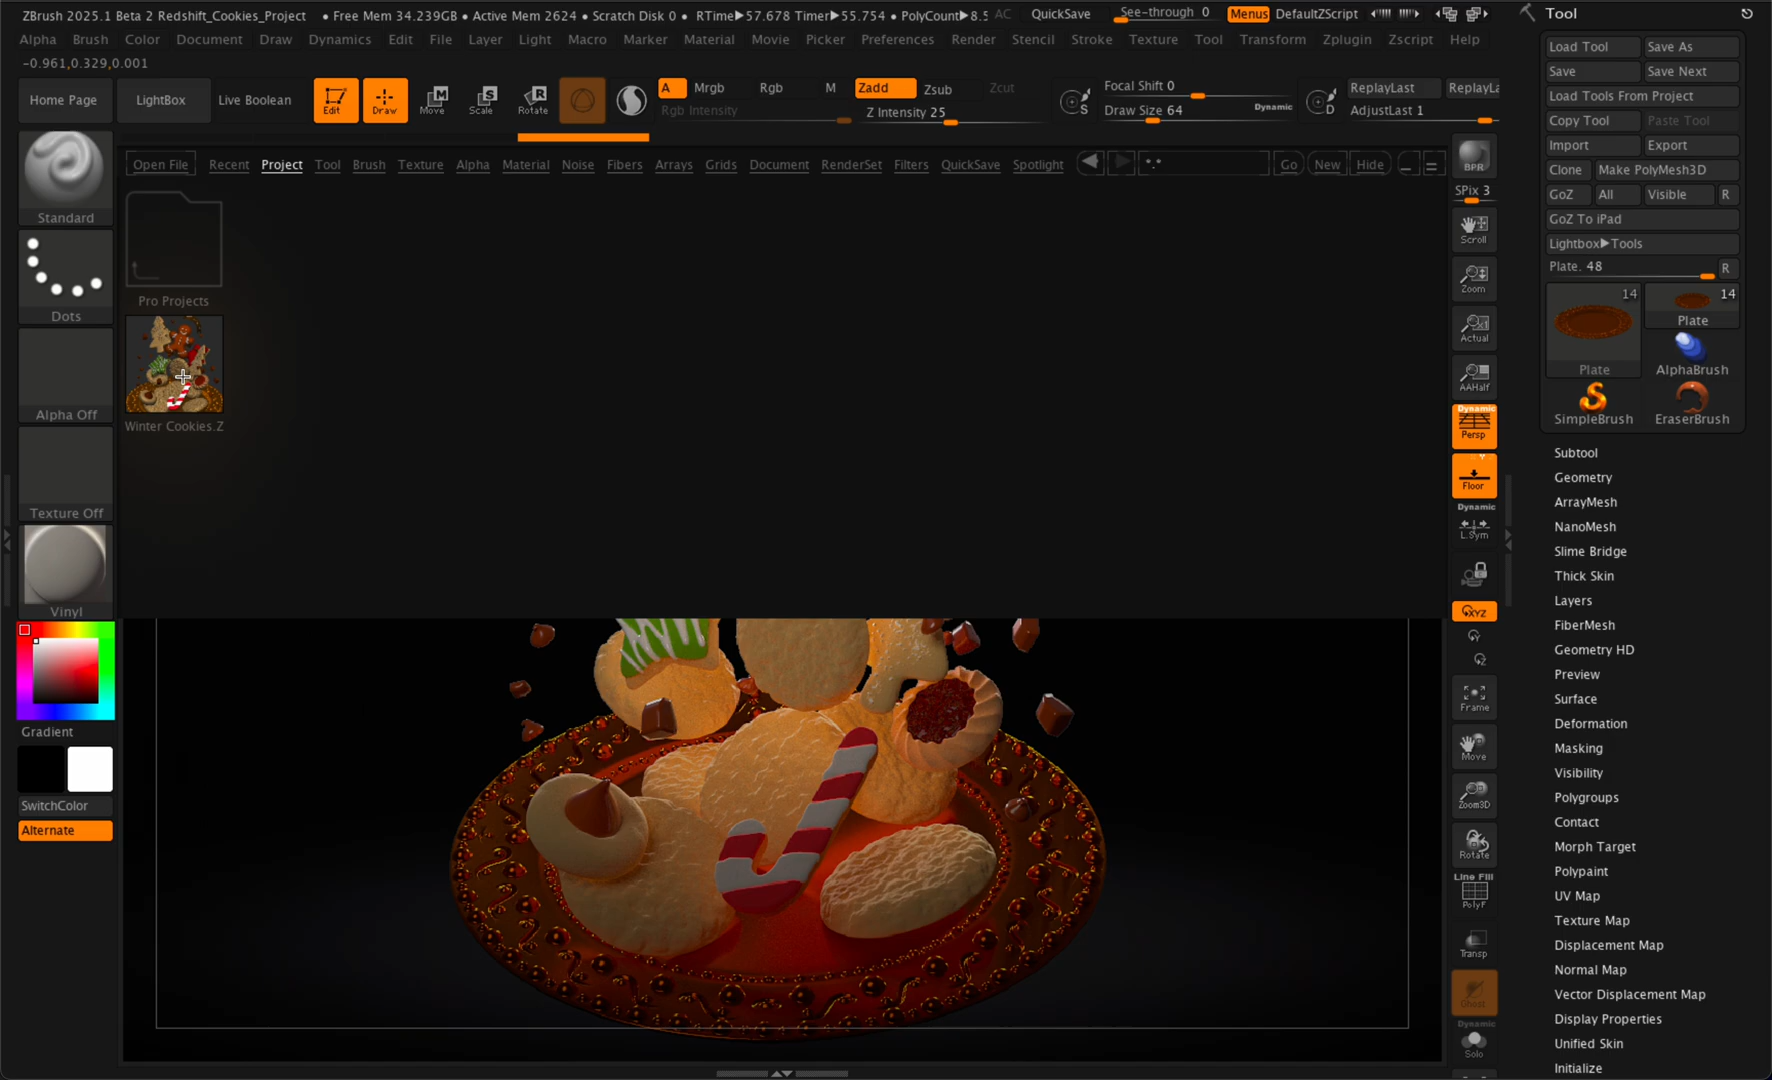 ZBrush 2025.1 Beta 2 Redshift_Cookies_Project • Free Mem 34.239GB • Active Mem 2624 • Scratch Disk 0 • RTime▶57.678 Timer▶55.754 • PolyCount▶8.5 AC QuickSave See-through 0 Menus DefaultZScript
Alpha Brush Color Document Draw Dynamics Edit File Layer Light Macro Marker Material Movie Picker Preferences Render Stencil Stroke Texture Tool Transform Zplugin Zscript Help
-0.961,0.329,0.001
Home Page
LightBox
Live Boolean
Edit
Draw
Move
Scale
Rotate
A Mrgb Rgb M
Rgb Intensity
Zadd Zsub Zcut
Z Intensity 25
S
Focal Shift 0
Draw Size 64 Dynamic
D
ReplayLast ReplayLa
AdjustLast 1
Standard
Dots
Alpha Off
Texture Off
Vinyl
Gradient
SwitchColor
Alternate
Open File Recent Project Tool Brush Texture Alpha Material Noise Fibers Arrays Grids Document RenderSet Filters QuickSave Spotlight Go New Hide
Pro Projects
Winter Cookies.Z
BPR
SPix 3
Scroll
Zoom
Actual
AAHalf
Dynamic
Persp
Floor
Dynamic
L.Sym
XYZ
Y
Z
Frame
Move
Zoom3D
Rotate
Line Fill
PolyF
Transp
Ghost
Dynamic
Solo
Tool
Load Tool Save As
Save Save Next
Load Tools From Project
Copy Tool Paste Tool
Import Export
Clone Make PolyMesh3D
GoZ All Visible R
GoZ To iPad
Lightbox▶Tools
Plate. 48 R
14 14
Plate
Plate AlphaBrush
SimpleBrush EraserBrush
Subtool
Geometry
ArrayMesh
NanoMesh
Slime Bridge
Thick Skin
Layers
FiberMesh
Geometry HD
Preview
Surface
Deformation
Masking
Visibility
Polygroups
Contact
Morph Target
Polypaint
UV Map
Texture Map
Displacement Map
Normal Map
Vector Displacement Map
Display Properties
Unified Skin
Initialize